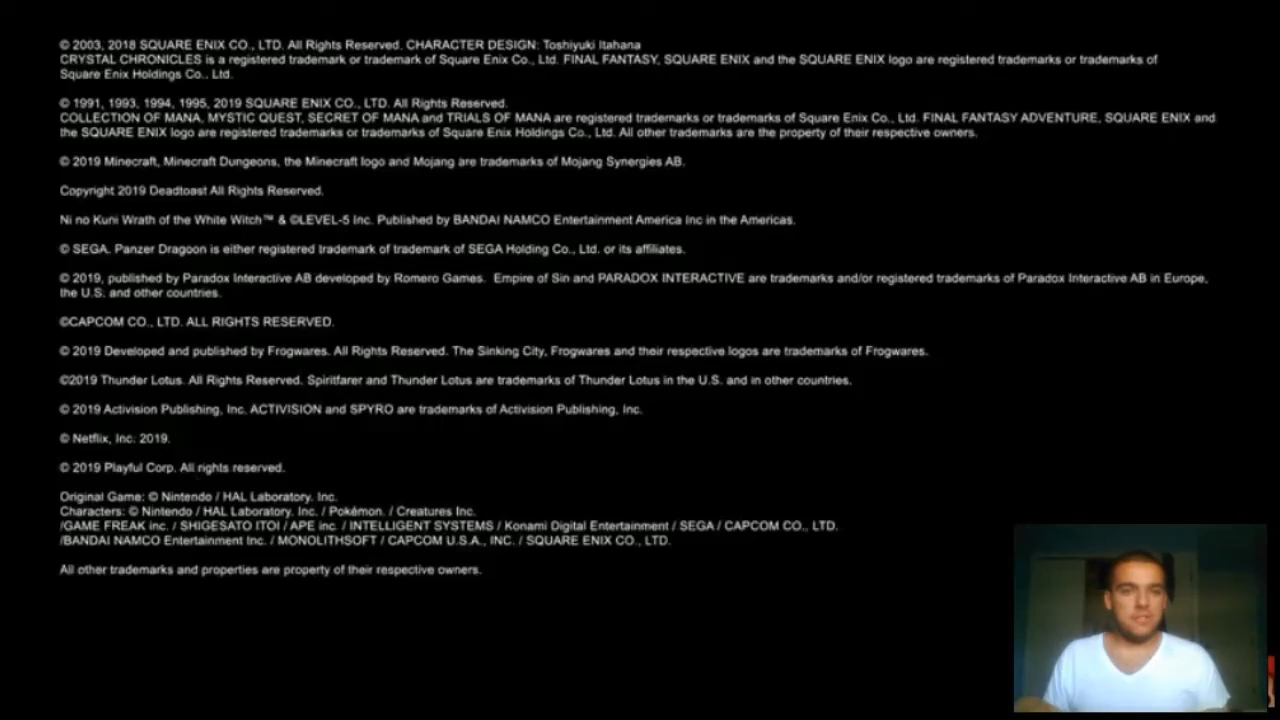 © 2003, 2018 SQUARE ENIX CO., LTD. All Rights Reserved. CHARACTER DESIGN: Toshiyuki Itahana
CRYSTAL CHRONICLES is a registered trademark or trademark of Square Enix Co., Ltd. FINAL FANTASY, SQUARE ENIX and the SQUARE ENIX logo are registered trademarks or trademarks of
Square Enix Holdings Co., Ltd.
© 1991, 1993, 1994, 1995, 2019 SQUARE ENIX CO., LTD. All Rights Reserved.
COLLECTION OF MANA, MYSTIC QUEST, SECRET OF MANA and TRIALS OF MANA are registered trademarks or trademarks of Square Enix Co., Ltd. FINAL FANTASY ADVENTURE, SQUARE ENIX and
the SQUARE ENIX logo are registered trademarks or trademarks of Square Enix Holdings Co., Ltd. All other trademarks are the property of their respective owners.
© 2019 Minecraft, Minecraft Dungeons, the Minecraft logo and Mojang are trademarks of Mojang Synergies AB.
Copyright 2019 Deadtoast All Rights Reserved.
Ni no Kuni Wrath of the White Witch™ & ©LEVEL-5 Inc. Published by BANDAI NAMCO Entertainment America Inc in the Americas.
© SEGA. Panzer Dragoon is either registered trademark of trademark of SEGA Holding Co., Ltd. or its affiliates.
© 2019, published by Paradox Interactive AB developed by Romero Games. Empire of Sin and PARADOX INTERACTIVE are trademarks and/or registered trademarks of Paradox Interactive AB in Europe,
the U.S. and other countries.
©CAPCOM CO., LTD. ALL RIGHTS RESERVED.
© 2019 Developed and published by Frogwares. All Rights Reserved. The Sinking City, Frogwares and their respective logos are trademarks of Frogwares.
©2019 Thunder Lotus. All Rights Reserved. Spiritfarer and Thunder Lotus are trademarks of Thunder Lotus in the U.S. and in other countries.
© 2019 Activision Publishing, Inc. ACTIVISION and SPYRO are trademarks of Activision Publishing, Inc.
© Netflix, Inc. 2019.
© 2019 Playful Corp. All rights reserved.
Original Game: © Nintendo / HAL Laboratory, Inc.
Characters: © Nintendo / HAL Laboratory, Inc. / Pokémon. / Creatures Inc.
/GAME FREAK inc. / SHIGESATO ITOI / APE inc. / INTELLIGENT SYSTEMS / Konami Digital Entertainment / SEGA / CAPCOM CO., LTD.
/BANDAI NAMCO Entertainment Inc. / MONOLITHSOFT / CAPCOM U.S.A., INC. / SQUARE ENIX CO., LTD.
All other trademarks and properties are property of their respective owners.